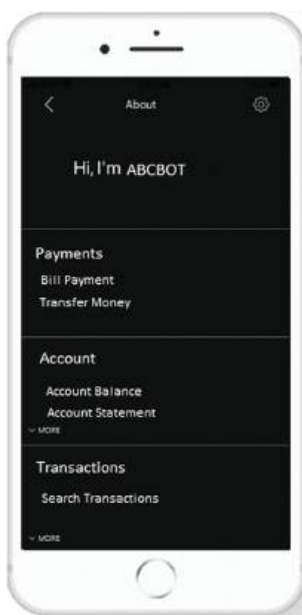 About
Hi, I'm ABCBOT
Payments
Bill Payment
Transfer Money
Account
Account Balance
Account Statement
MORE
Transactions
Search Transactions
MORE